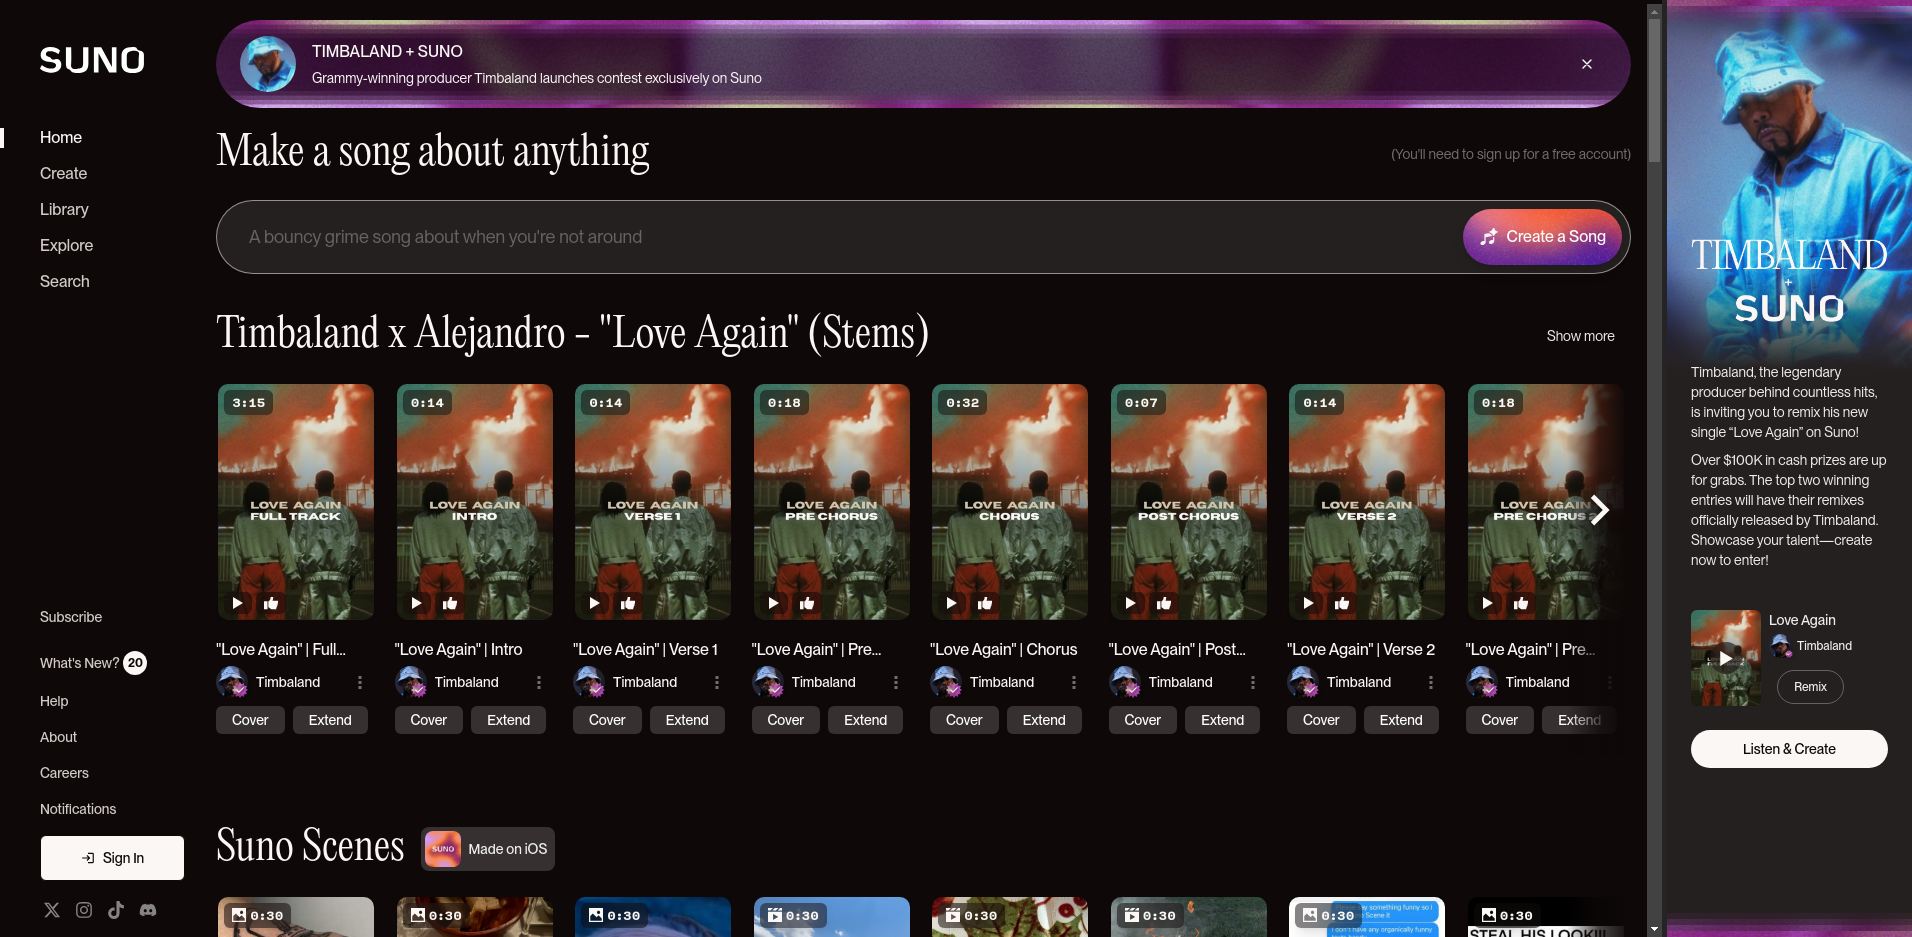 SUNO
Home
Create
Library
Explore
Search
Subscribe
What's New? 20
Help
About
Careers
Notifications
Sign In
TIMBALAND + SUNO
Grammy-winning producer Timbaland launches contest exclusively on Suno
Make a song about anything
(You'll need to sign up for a free account)
A bouncy grime song about when you're not around
Create a Song
Timbaland x Alejandro - "Love Again" (Stems)
Show more
3:15
LOVE AGAIN
FULL TRACK
"Love Again" | Full...
Timbaland
Cover Extend
0:14
LOVE AGAIN
INTRO
"Love Again" | Intro
Timbaland
Cover Extend
0:14
LOVE AGAIN
VERSE 1
"Love Again" | Verse 1
Timbaland
Cover Extend
0:18
LOVE AGAIN
PRE CHORUS
"Love Again" | Pre...
Timbaland
Cover Extend
0:32
LOVE AGAIN
CHORUS
"Love Again" | Chorus
Timbaland
Cover Extend
0:07
LOVE AGAIN
POST CHORUS
"Love Again" | Post...
Timbaland
Cover Extend
0:14
LOVE AGAIN
VERSE 2
"Love Again" | Verse 2
Timbaland
Cover Extend
0:18
LOVE AGAIN
PRE CHORUS 2
"Love Again" | Pre...
Timbaland
Cover Extend
Suno Scenes
SUNO
Made on iOS
0:30
0:30
0:30
0:30
0:30
0:30
0:30
say something funny so I
Scene it
I don't have any organically funny
0:30
STEAL HIS LOOK!!!
TIMBALAND
+
SUNO
Timbaland, the legendary
producer behind countless hits,
is inviting you to remix his new
single “Love Again” on Suno!
Over $100K in cash prizes are up
for grabs. The top two winning
entries will have their remixes
officially released by Timbaland.
Showcase your talent—create
now to enter!
Love Again
Timbaland
Remix
Listen & Create